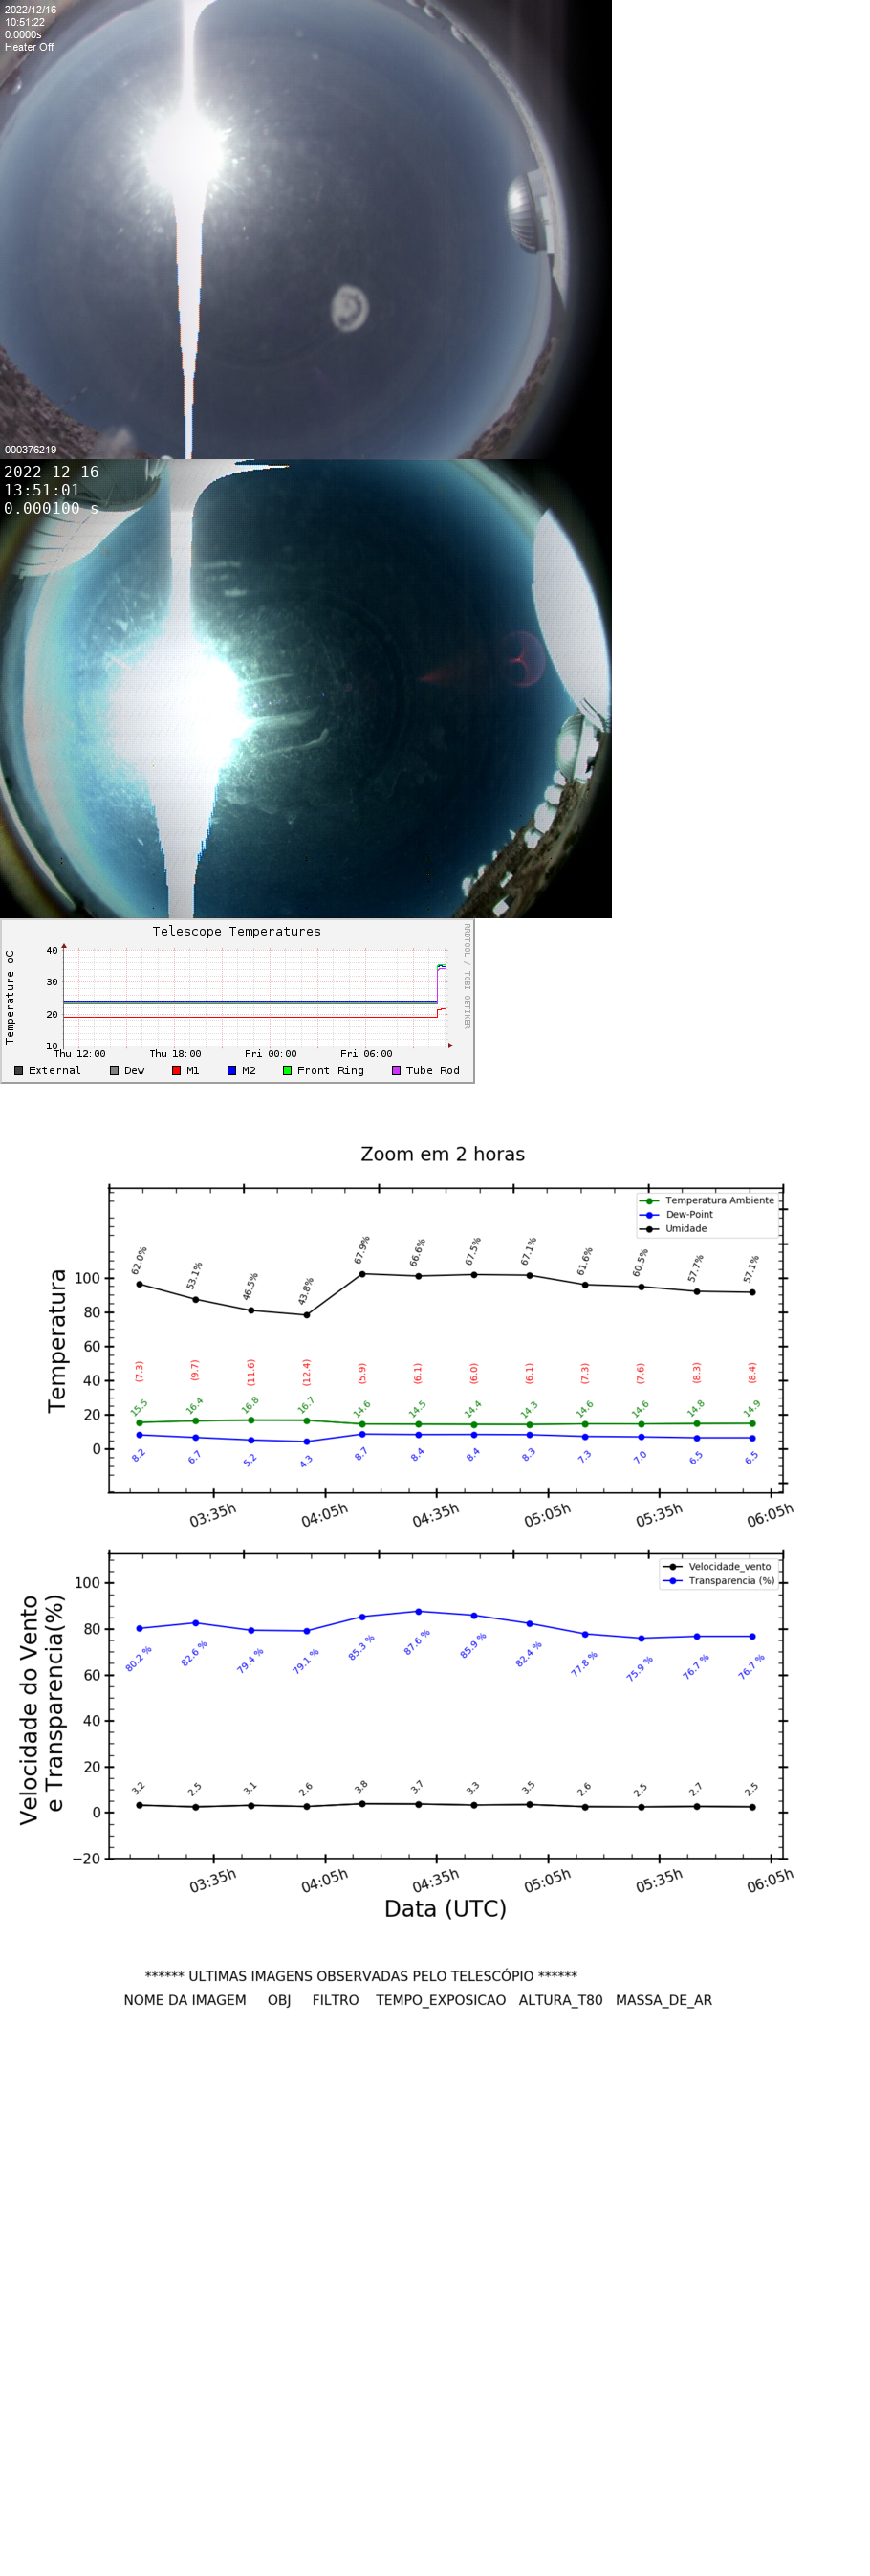 2022/12/16
10:51:22
0.0000s
Heater Off
000376219
2022-12-16
13:51:01
0.000100 s
Telescope Temperatures
RRDTOOL / TOBI OETIKER
Temperature oC
40
30
20
10
Thu 12:00 Thu 18:00 Fri 00:00 Fri 06:00
External Dew M1 M2 Front Ring Tube Rod
Zoom em 2 horas
Temperatura Ambiente
Dew-Point
Umidade
Temperatura
100
80
60
40
20
0
62.0% 53.1% 46.5% 43.8% 67.9% 66.6% 67.5% 67.1% 61.6% 60.5% 57.7% 57.1%
(7.3) (9.7) (11.6) (12.4) (5.9) (6.1) (6.0) (6.1) (7.3) (7.6) (8.3) (8.4)
15.5 16.4 16.8 16.7 14.6 14.5 14.4 14.3 14.6 14.6 14.8 14.9
8.2 6.7 5.2 4.3 8.7 8.4 8.4 8.3 7.3 7.0 6.5 6.5
03:35h 04:05h 04:35h 05:05h 05:35h 06:05h
Velocidade_vento
Transparencia (%)
Velocidade do Vento
e Transparencia(%)
100
80
60
40
20
0
−20
80.2 % 82.6 % 79.4 % 79.1 % 85.3 % 87.6 % 85.9 % 82.4 % 77.8 % 75.9 % 76.7 % 76.7 %
3.2 2.5 3.1 2.6 3.8 3.7 3.3 3.5 2.6 2.5 2.7 2.5
03:35h 04:05h 04:35h 05:05h 05:35h 06:05h
Data (UTC)
****** ULTIMAS IMAGENS OBSERVADAS PELO TELESCÓPIO ******
NOME DA IMAGEM OBJ FILTRO TEMPO_EXPOSICAO ALTURA_T80 MASSA_DE_AR